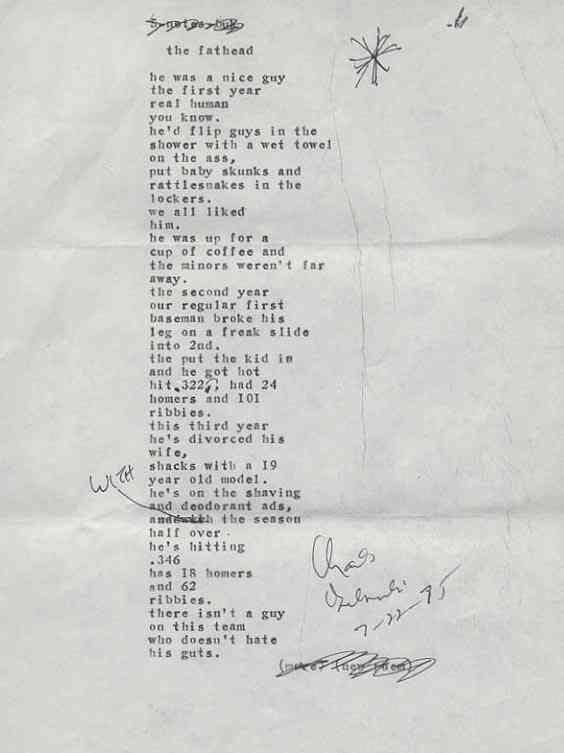 the fathead
he was a nice guy
the first year
real human
you know.
he'd flip guys in the
shower with a wet towel
on the ass,
put baby skunks and
rattlesnakes in the
lockers.
we all liked
him.
he was up for a
cup of coffee and
the minors weren't far
away.
the second year
our regular first
baseman broke his
leg on a freak slide
into 2nd.
the put the kid in
and he got hot
hit .322, had 24
homers and I0I
ribbies.
this third year
he's divorced his
wife,
shacks with a I9
year old model.
WITH
he's on the shaving
and deodorant ads,
the season
half over.
he's hitting
.346
has I8 homers
and 62
ribbies.
there isn't a guy
on this team
who doesn't hate
his guts.
7-22-95